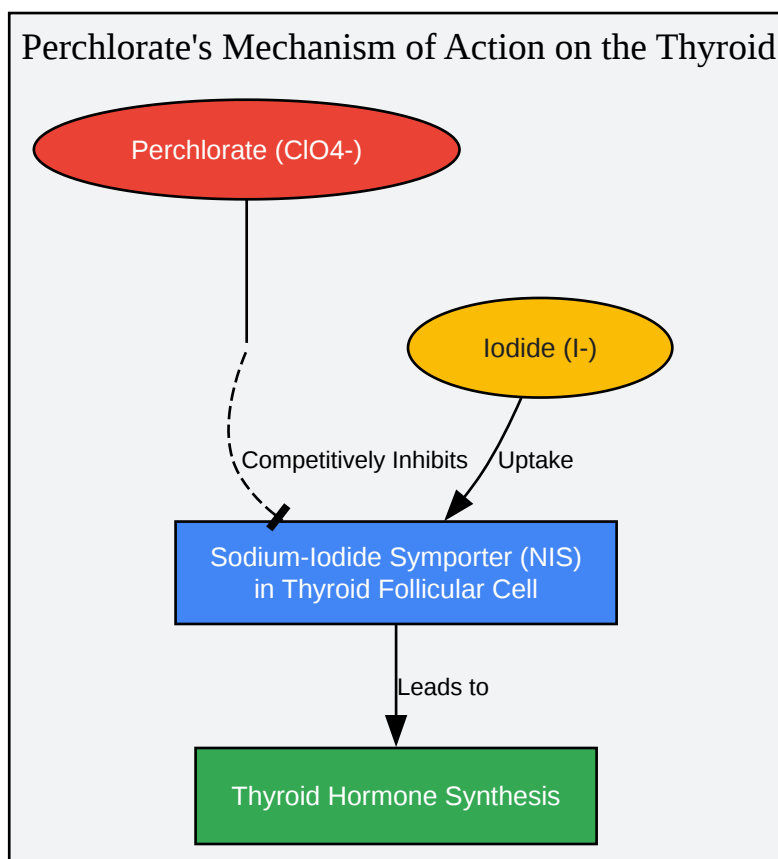 Perchlorate's Mechanism of Action on the Thyroid
Perchlorate (ClO4-)
Iodide (I-)
Competitively Inhibits
Uptake
Sodium-Iodide Symporter (NIS)
in Thyroid Follicular Cell
Leads to
Thyroid Hormone Synthesis